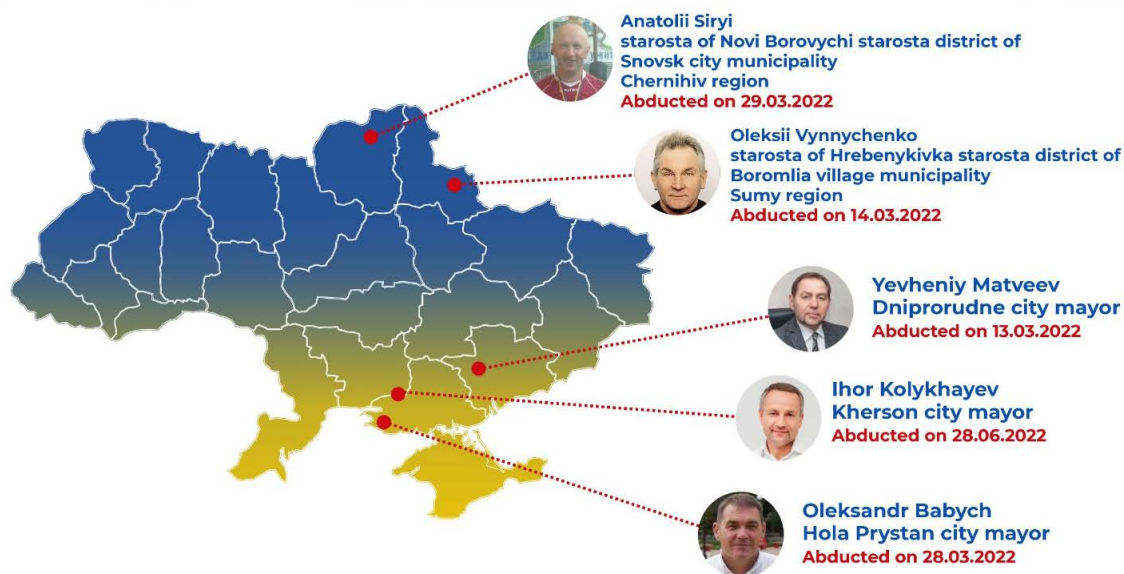 Anatolii Siryi
starosta of Novi Borovychi starosta district of
Snovsk city municipality
Chernihiv region
Abducted on 29.03.2022
Oleksii Vynnychenko
starosta of Hrebenykivka starosta district of
Boromlia village municipality
Sumy region
Abducted on 14.03.2022
Yevheniy Matveev
Dniprorudne city mayor
Abducted on 13.03.2022
Ihor Kolykhayev
Kherson city mayor
Abducted on 28.06.2022
Oleksandr Babych
Hola Prystan city mayor
Abducted on 28.03.2022